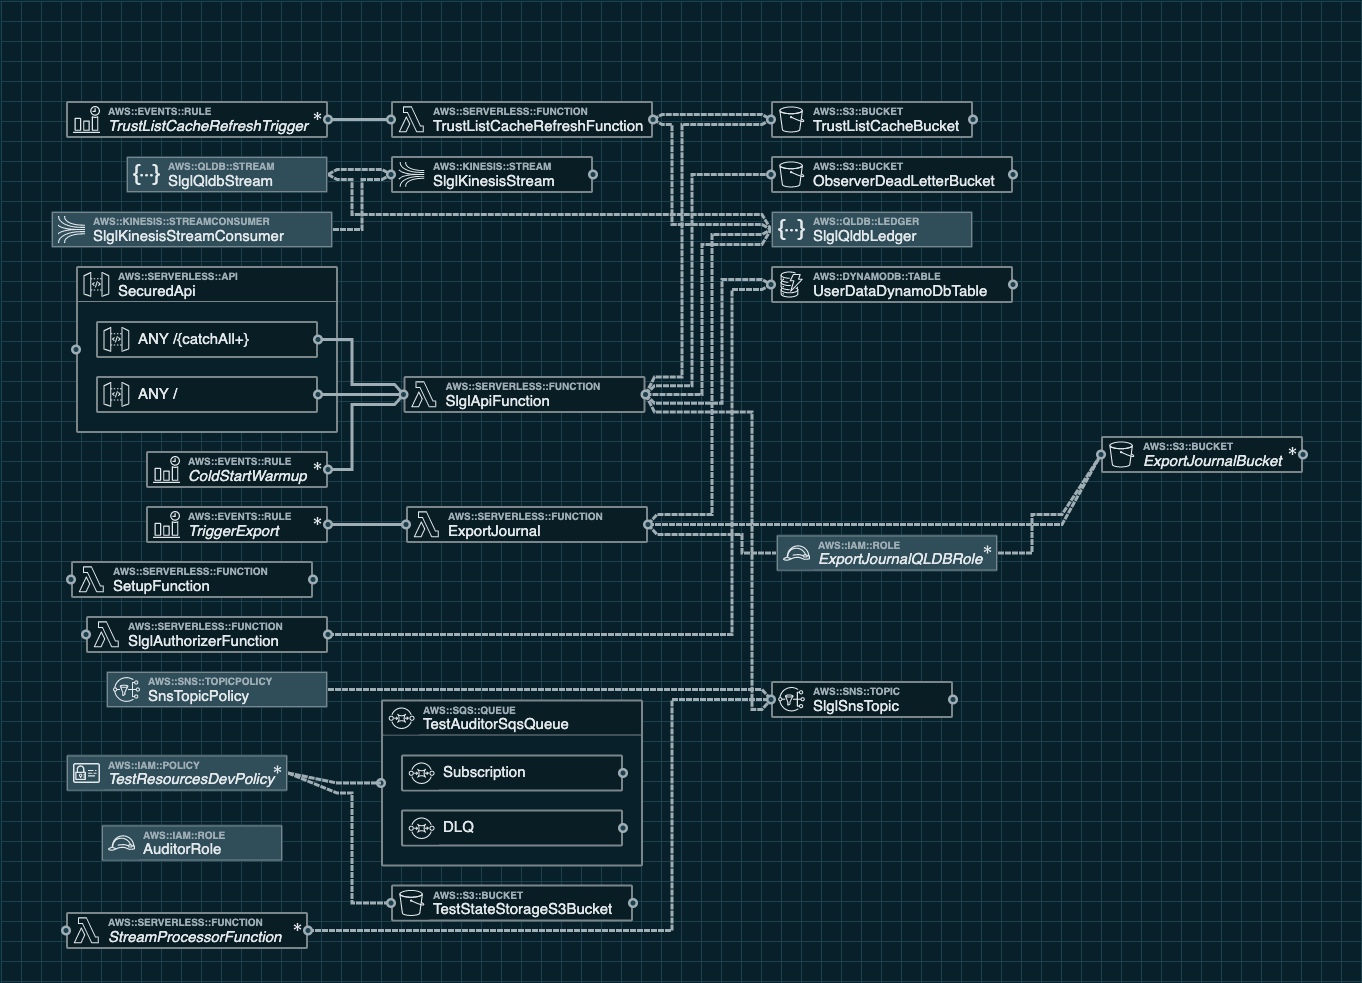 AWS::EVENTS::RULE
TrustListCacheRefreshTrigger *
AWS::SERVERLESS::FUNCTION
TrustListCacheRefreshFunction
AWS::S3::BUCKET
TrustListCacheBucket
AWS::QLDB::STREAM
SlglQldbStream
AWS::KINESIS::STREAM
SlglKinesisStream
AWS::S3::BUCKET
ObserverDeadLetterBucket
AWS::KINESIS::STREAMCONSUMER
SlglKinesisStreamConsumer
AWS::QLDB::LEDGER
SlglQldbLedger
AWS::SERVERLESS::API
SecuredApi
AWS::DYNAMODB::TABLE
UserDataDynamoDbTable
ANY /{catchAll+}
ANY /
AWS::SERVERLESS::FUNCTION
SlglApiFunction
AWS::EVENTS::RULE
ColdStartWarmup *
AWS::S3::BUCKET
ExportJournalBucket *
AWS::EVENTS::RULE
TriggerExport *
AWS::SERVERLESS::FUNCTION
ExportJournal
AWS::IAM::ROLE
ExportJournalQLDBRole *
AWS::SERVERLESS::FUNCTION
SetupFunction
AWS::SERVERLESS::FUNCTION
SlglAuthorizerFunction
AWS::SNS::TOPICPOLICY
SnsTopicPolicy
AWS::SNS::TOPIC
SlglSnsTopic
AWS::SQS::QUEUE
TestAuditorSqsQueue
Subscription
DLQ
AWS::IAM::POLICY
TestResourcesDevPolicy *
AWS::IAM::ROLE
AuditorRole
AWS::S3::BUCKET
TestStateStorageS3Bucket
AWS::SERVERLESS::FUNCTION
StreamProcessorFunction *